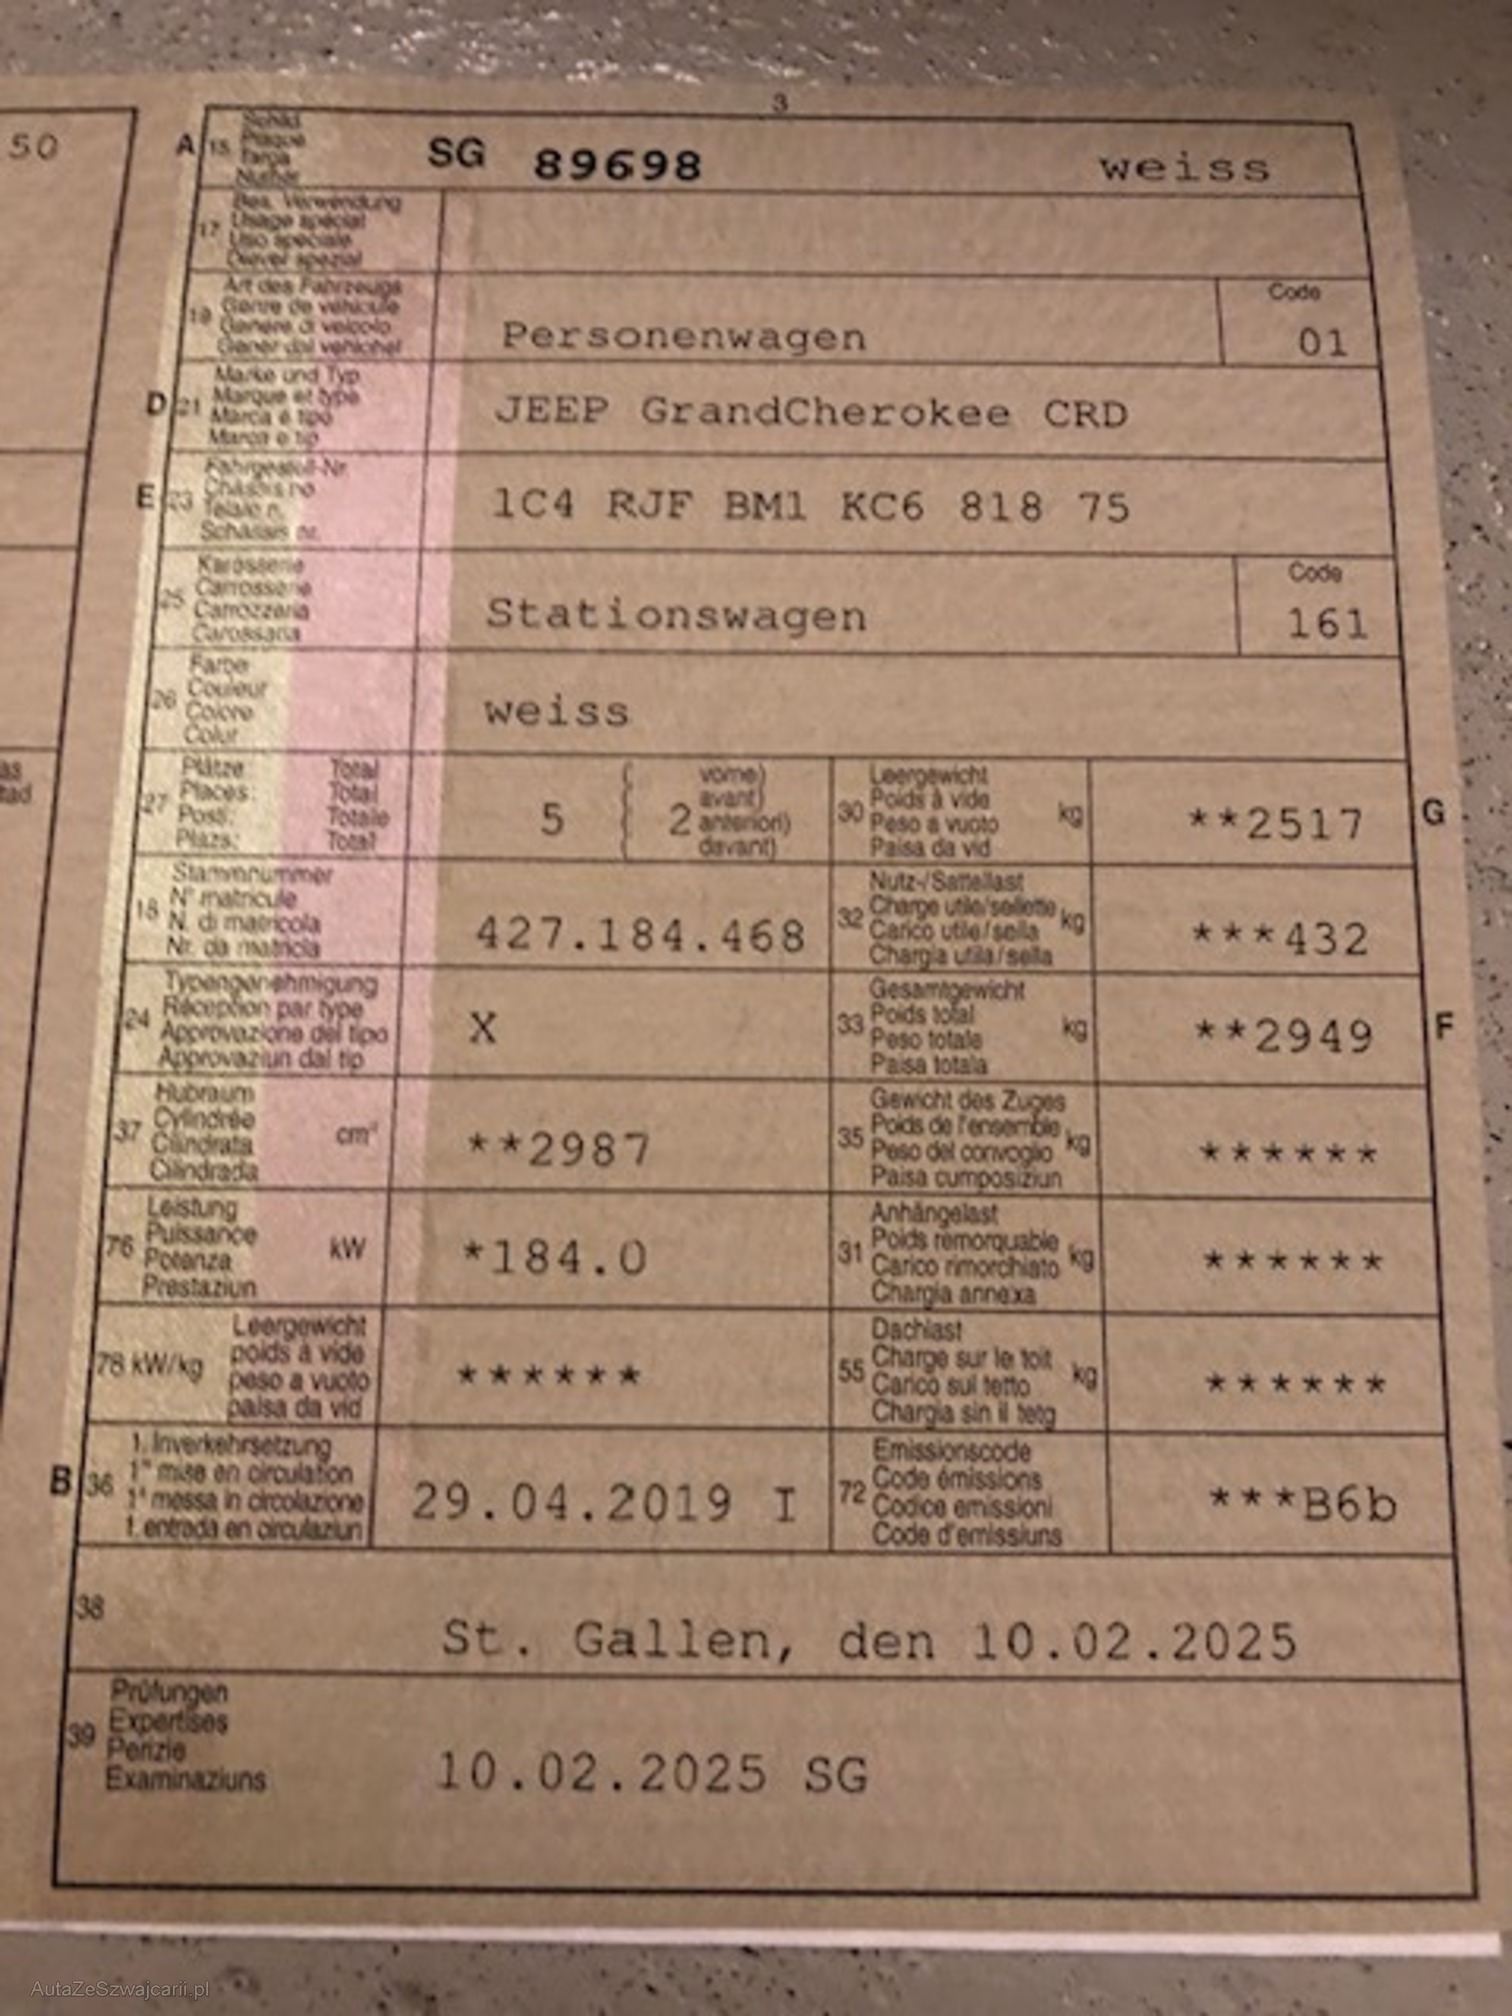 3
50
A 15 Schild Plaque Targa Numer SG 89698 weiss
17 Bes. Verwendung
Usage spécial
Uso speciale
Diever spezial
19 Art des Fahrzeugs
Genre de véhicule
Genere di veicolo
Gener dal vehichel
Personenwagen
Code
01
D 21 Marke und Typ
Marque et type
Marca e tipo
Marca e tip
JEEP GrandCherokee CRD
E 23 Fahrgestell-Nr.
Châssis no
Telaio n.
Schassis nr.
1C4 RJF BM1 KC6 818 75
25 Karosserie
Carrosserie
Carrozzeria
Carossaria
Stationswagen
Code
161
26 Farbe
Couleur
Colore
Colur
weiss
27 Plätze: Total
Places: Total
Posti: Totale
Plazs: Total
5 { 2 vorne)
avant)
anteriori)
davant)
30 Leergewicht
Poids à vide
Peso a vuoto
Paisa da vid
kg
**2517
G
18 Stammnummer
N° matricule
N. di matricola
Nr. da matricla
427.184.468
32 Nutz-/Sattellast
Charge utile/sellette
Carico utile/sella
Chargia utila/sella
kg
***432
24 Typengenehmigung
Réception par type
Approvazione del tipo
Approvaziun dal tip
X
33 Gesamtgewicht
Poids total
Peso totale
Paisa totala
kg
**2949
F
37 Hubraum
Cylindrée
Cilindrata
Cilindrada
cm³
**2987
35 Gewicht des Zuges
Poids de l'ensemble
Peso del convoglio
Paisa cumposiziun
kg
******
76 Leistung
Puissance
Potenza
Prestaziun
kW
*184.0
31 Anhängelast
Poids remorquable
Carico rimorchiato
Chargia annexa
kg
******
78 kW/kg Leergewicht
poids à vide
peso a vuoto
paisa da vid
******
55 Dachlast
Charge sur le toit
Carico sul tetto
Chargia sin il tetg
kg
******
B 36 1. Inverkehrsetzung
1re mise en circulation
1a messa in circolazione
1. entrada en circulaziun
29.04.2019 I
72 Emissionscode
Code émissions
Codice emissioni
Code d'emissiuns
***B6b
38
St. Gallen, den 10.02.2025
39 Prüfungen
Expertises
Perizie
Examinaziuns
10.02.2025 SG
AutaZeSzwajcarii.pl